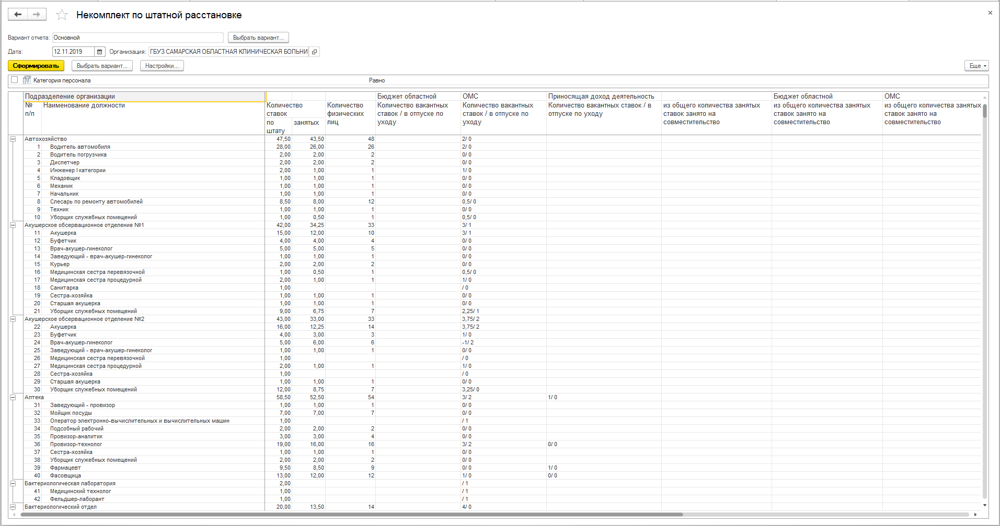 Некомплект по штатной расстановке
Вариант отчета: Основной Выбрать вариант...
Дата: 12.11.2019 Организация: ГБУЗ САМАРСКАЯ ОБЛАСТНАЯ КЛИНИЧЕСКАЯ БОЛЬНИ
Сформировать Выбрать вариант... Настройки... Еще
Категория персонала Равно
Подразделение организации Бюджет областной ОМС Приносящая доход деятельность Бюджет областной ОМС
№ Наименование должности Количество Количество Количество вакантных Количество вакантных Количество вакантных ставок / в из общего количества занятых из общего количества занятых из общего количества занятых
п/п ставок физических ставок / в отпуске по ставок / в отпуске по отпуске по уходу ставок занято на ставок занято на ставок занято на
по занятых лиц уходу уходу совместительство совместительство совместительство
штату
Автохозяйство 47,50 43,50 48 2/ 0
1 Водитель автомобиля 28,00 26,00 26 2/ 0
2 Водитель погрузчика 2,00 2,00 2 0/ 0
3 Диспетчер 2,00 2,00 2 0/ 0
4 Инженер I категории 2,00 1,00 1 1/ 0
5 Кладовщик 1,00 1,00 1 0/ 0
6 Механик 1,00 1,00 1 0/ 0
7 Начальник 1,00 1,00 1 0/ 0
8 Слесарь по ремонту автомобилей 8,50 8,00 12 0,5/ 0
9 Техник 1,00 1,00 1 0/ 0
10 Уборщик служебных помещений 1,00 0,50 1 0,5/ 0
Акушерское обсервационное отделение №1 42,00 34,25 33 3/ 1
11 Акушерка 15,00 12,00 10 3/ 1
12 Буфетчик 4,00 4,00 4 0/ 0
13 Врач-акушер-гинеколог 5,00 5,00 5 0/ 0
14 Заведующий - врач-акушер-гинеколог 1,00 1,00 1 0/ 0
15 Курьер 2,00 2,00 2 0/ 0
16 Медицинская сестра перевязочной 1,00 0,50 1 0,5/ 0
17 Медицинская сестра процедурной 2,00 1,00 1 1/ 0
18 Санитарка 1,00 / 0
19 Сестра-хозяйка 1,00 1,00 1 0/ 0
20 Старшая акушерка 1,00 1,00 1 0/ 0
21 Уборщик служебных помещений 9,00 6,75 7 2,25/ 1
Акушерское обсервационное отделение №2 43,00 33,00 33 3,75/ 2
22 Акушерка 16,00 12,25 14 3,75/ 2
23 Буфетчик 4,00 3,00 3 1/ 0
24 Врач-акушер-гинеколог 5,00 6,00 6 -1/ 2
25 Заведующий - врач-акушер-гинеколог 1,00 1,00 1 0/ 0
26 Медицинская сестра перевязочной 1,00 / 0
27 Медицинская сестра процедурной 2,00 1,00 1 1/ 0
28 Сестра-хозяйка 1,00 / 0
29 Старшая акушерка 1,00 1,00 1 0/ 0
30 Уборщик служебных помещений 12,00 8,75 7 3,25/ 0
Аптека 58,50 52,50 54 3/ 2 1/ 0
31 Заведующий - провизор 1,00 1,00 1 0/ 0
32 Мойщик посуды 7,00 7,00 7 0/ 0
33 Оператор электронно-вычислительных и вычислительных машин 1,00 / 1
34 Подсобный рабочий 2,00 2,00 2 0/ 0
35 Провизор-аналитик 3,00 3,00 4 0/ 0
36 Провизор-технолог 19,00 16,00 16 3/ 2 0/ 0
37 Сестра-хозяйка 1,00 1,00 1 0/ 0
38 Уборщик служебных помещений 2,00 2,00 2 0/ 0
39 Фармацевт 9,50 8,50 9 0/ 0 1/ 0
40 Фасовщица 13,00 12,00 12 1/ 0 0/ 0
Бактериологическая лаборатория 2,00 / 1
41 Медицинский технолог 1,00 / 1
42 Фельдшер-лаборант 1,00 / 1
Бактериологический отдел 20,00 13,50 14 4/ 0